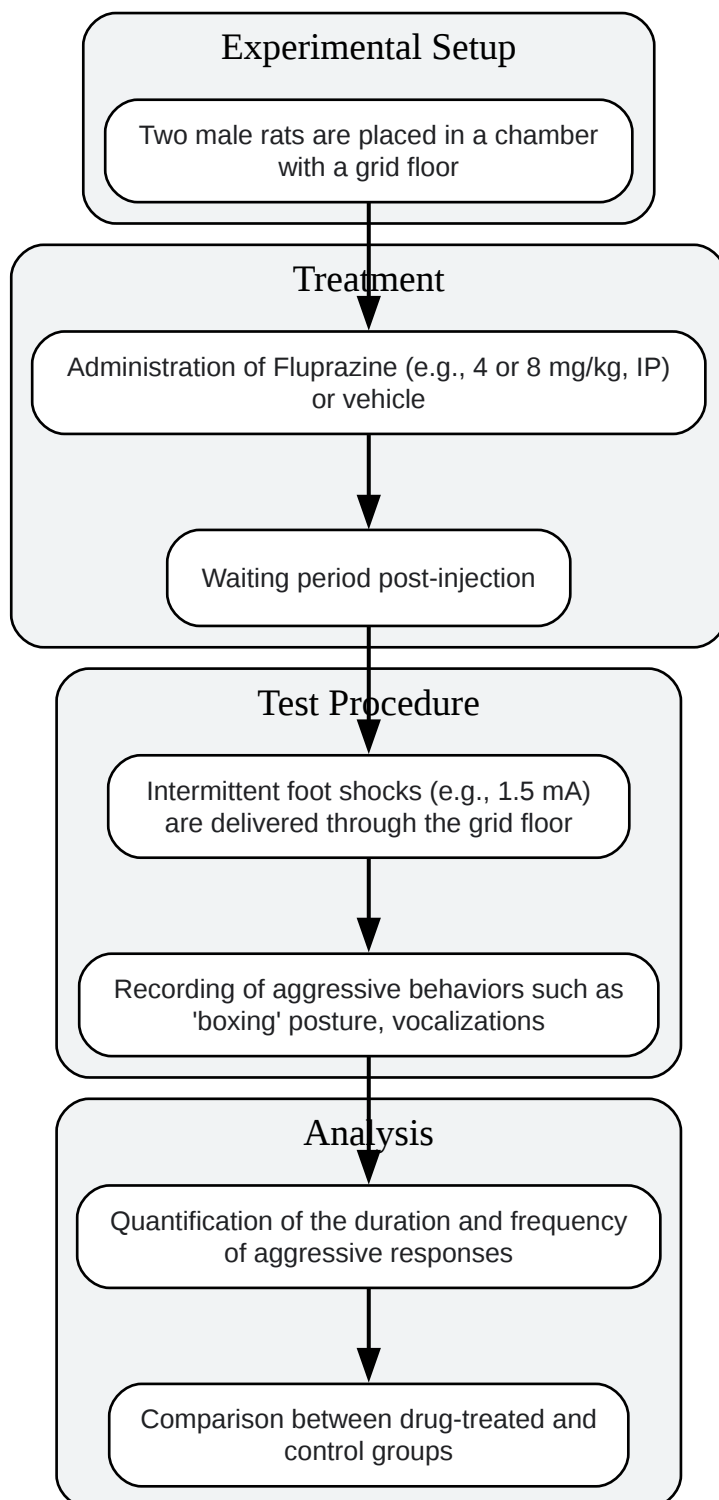 Experimental Setup
Two male rats are placed in a chamber
with a grid floor
Treatment
Administration of Fluprazine (e.g., 4 or 8 mg/kg, IP)
or vehicle
Waiting period post-injection
Test Procedure
Intermittent foot shocks (e.g., 1.5 mA)
are delivered through the grid floor
Recording of aggressive behaviors such as
'boxing' posture, vocalizations
Analysis
Quantification of the duration and frequency
of aggressive responses
Comparison between drug-treated and
control groups